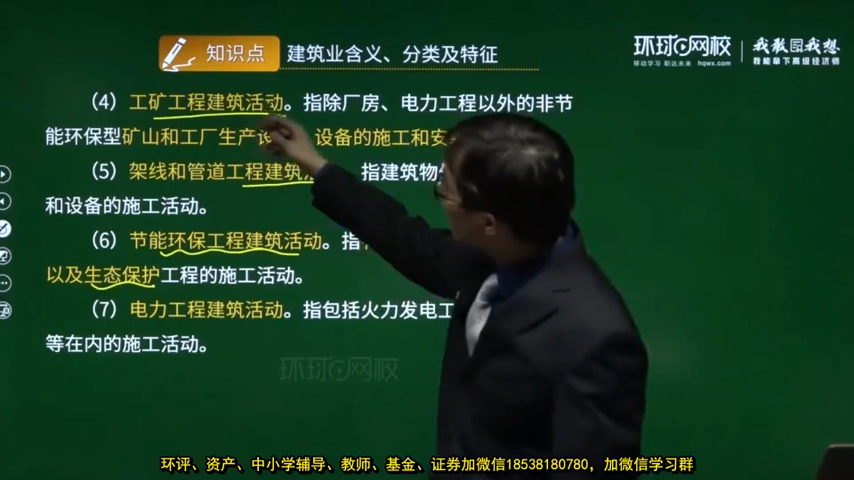 知识点 建筑业含义、分类及特征
环球网校 | 我敢因我想
移动学习 职达未来 hqwx.com 我能拿下高级经济师
（4）工矿工程建筑活动。指除厂房、电力工程以外的非节
能环保型矿山和工厂生产设 设备的施工和安
（5）架线和管道工程建筑 指建筑物
和设备的施工活动。
（6）节能环保工程建筑活动。指
以及生态保护工程的施工活动。
（7）电力工程建筑活动。指包括火力发电工
等在内的施工活动。
环球网校
环评、资产、中小学辅导、教师、基金、证券加微信18538180780，加微信学习群